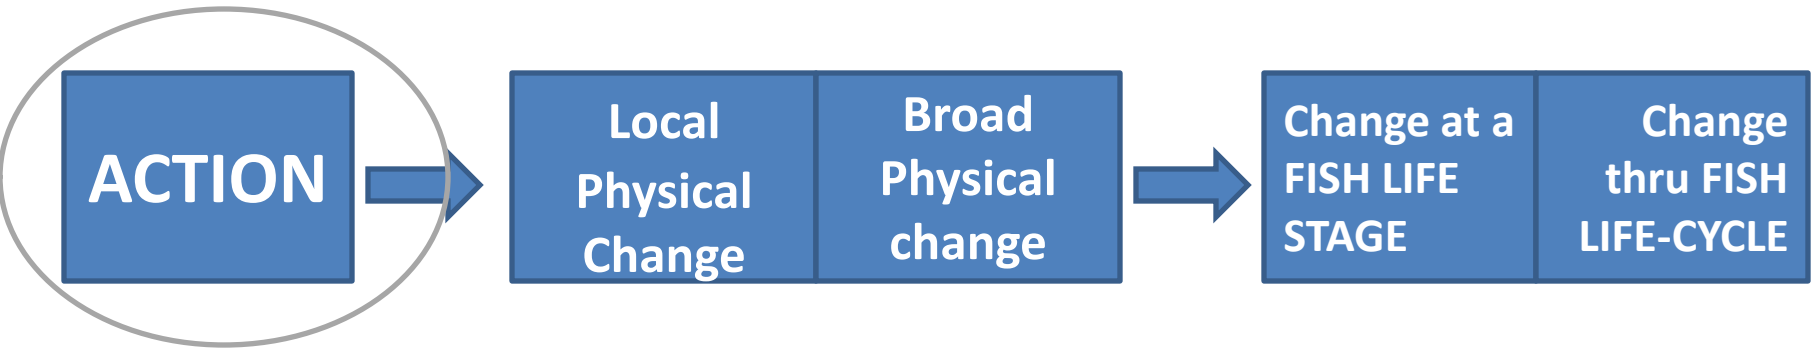 ACTION
Local
Physical
Change
Broad
Physical
change
Change at a
FISH LIFE
STAGE
Change
thru FISH
LIFE-CYCLE